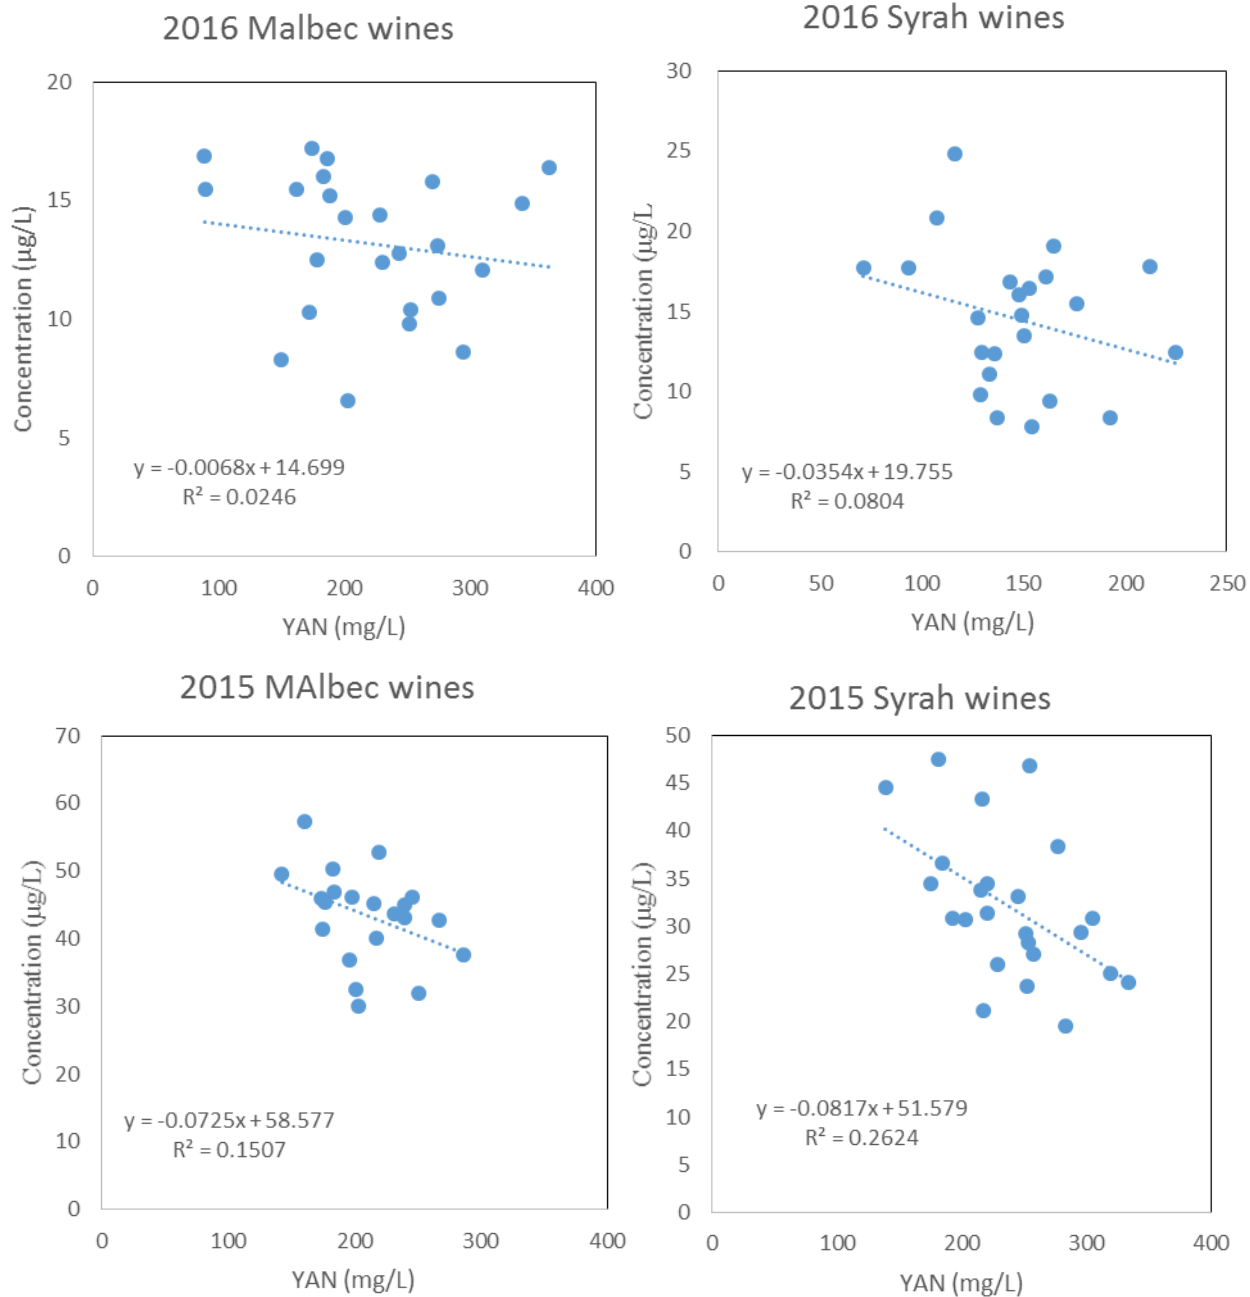 2016 Malbec wines
20
15
10
5
0
Concentration (µg/L)
y = -0.0068x + 14.699
R² = 0.0246
0 100 200 300 400
YAN (mg/L)
2016 Syrah wines
30
25
20
15
10
5
0
Concentration (µg/L
y = -0.0354x + 19.755
R² = 0.0804
0 50 100 150 200 250
YAN (mg/L)
2015 MAlbec wines
70
60
50
40
30
20
10
0
Concentration (µg/L)
y = -0.0725x + 58.577
R² = 0.1507
0 100 200 300 400
YAN (mg/L)
2015 Syrah wines
50
45
40
35
30
25
20
15
10
5
0
Concentration (µg/L)
y = -0.0817x + 51.579
R² = 0.2624
0 100 200 300 400
YAN (mg/L)